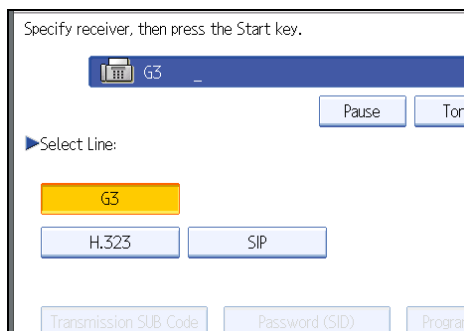 Specify receiver, then press the Start key.
G3 _
Pause
Select Line:
G3
H.323 SIP
Transmission SUB Code Password (SID)